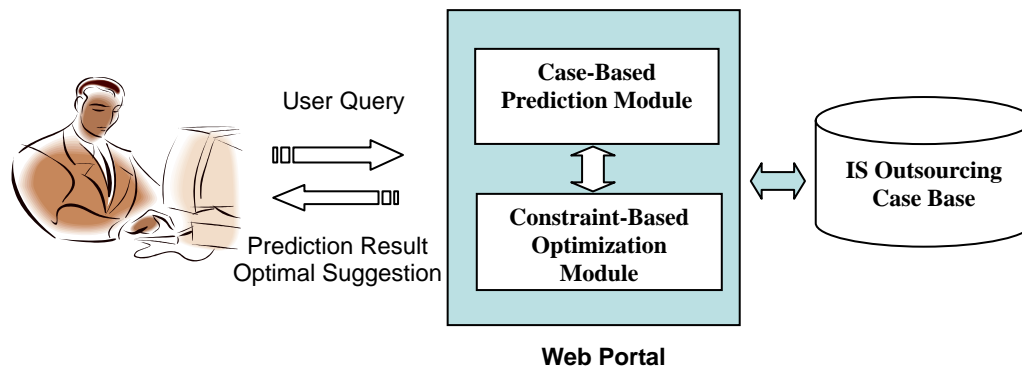 User Query
Prediction Result
Optimal Suggestion
Case-Based
Prediction Module
Constraint-Based
Optimization
Module
Web Portal
IS Outsourcing
Case Base